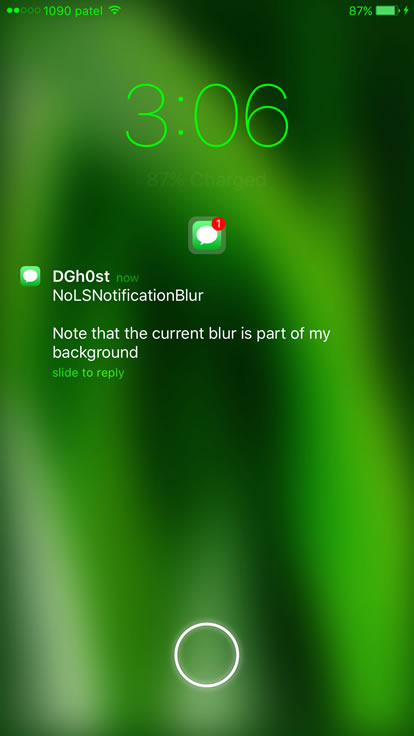 1090 patel 87%
3:06
87% Charged
1
DGh0st now
NoLSNotificationBlur
Note that the current blur is part of my
background
slide to reply